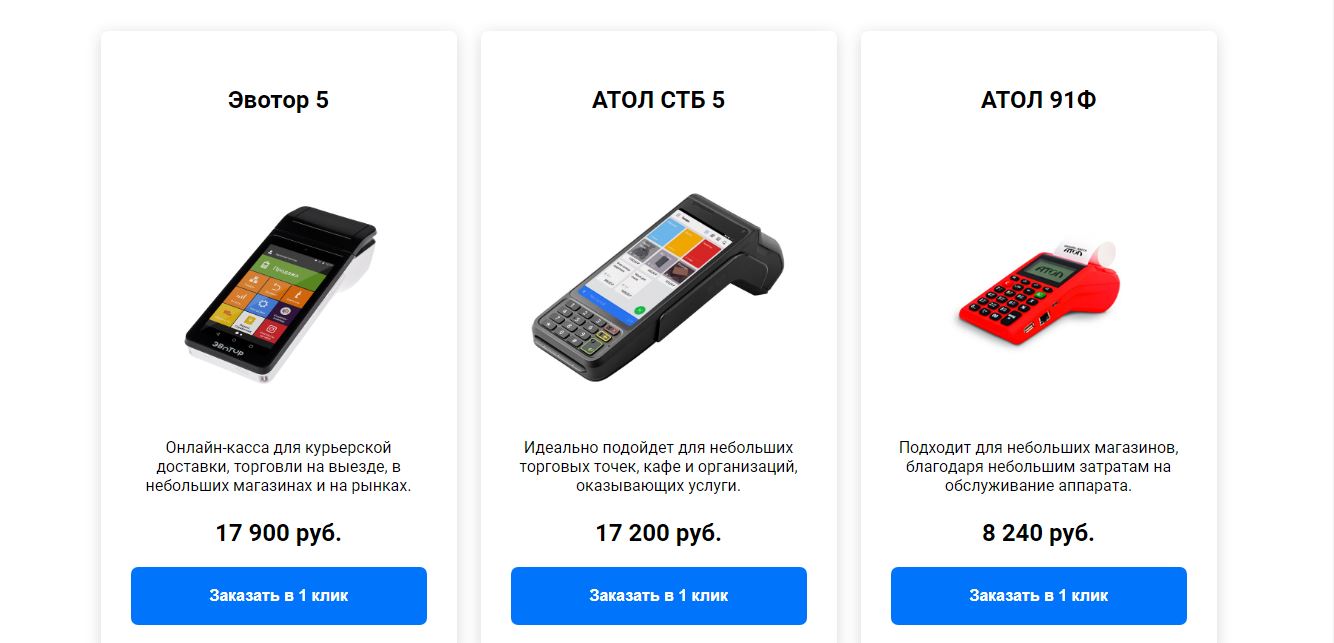 Эвотор 5
АТОЛ СТБ 5
АТОЛ 91Ф
Продажа
ЭВОТОР
АТОЛ
Онлайн-касса для курьерской
доставки, торговли на выезде, в
небольших магазинах и на рынках.
Идеально подойдет для небольших
торговых точек, кафе и организаций,
оказывающих услуги.
Подходит для небольших магазинов,
благодаря небольшим затратам на
обслуживание аппарата.
17 900 руб.
17 200 руб.
8 240 руб.
Заказать в 1 клик
Заказать в 1 клик
Заказать в 1 клик